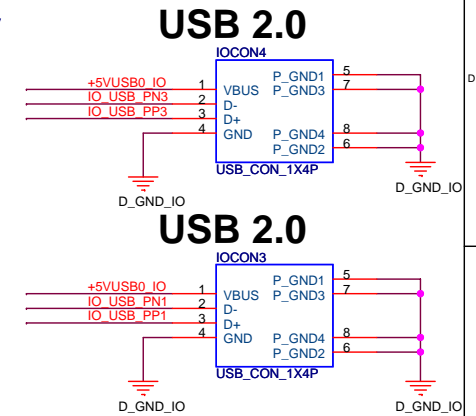 USB 2.0
IOCON4
+5VUSB0_IO 1 VBUS P_GND1 5
IO_USB_PN3 2 D- P_GND3 7
IO_USB_PP3 3 D+
4 GND P_GND4 8
P_GND2 6
USB_CON_1X4P
D_GND_IO D_GND_IO
D
USB 2.0
IOCON3
+5VUSB0_IO 1 VBUS P_GND1 5
IO_USB_PN1 2 D- P_GND3 7
IO_USB_PP1 3 D+
4 GND P_GND4 8
P_GND2 6
USB_CON_1X4P
D_GND_IO D_GND_IO